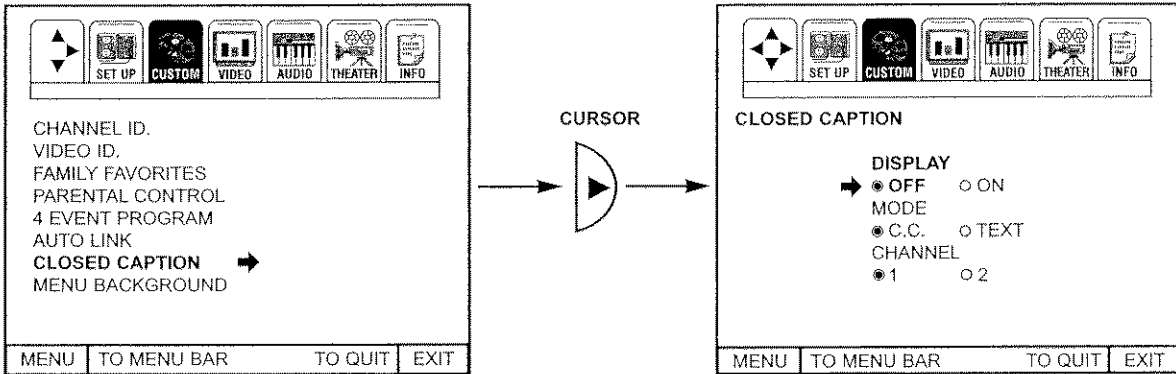 SET UP CUSTOM VIDEO AUDIO THEATER INFO
CHANNEL ID.
VIDEO ID.
FAMILY FAVORITES
PARENTAL CONTROL
4 EVENT PROGRAM
AUTO LINK
CLOSED CAPTION
MENU BACKGROUND
MENU TO MENU BAR TO QUIT EXIT
CURSOR
SET UP CUSTOM VIDEO AUDIO THEATER INFO
CLOSED CAPTION
DISPLAY
OFF ON
MODE
C.C. TEXT
CHANNEL
1 2
MENU TO MENU BAR TO QUIT EXIT